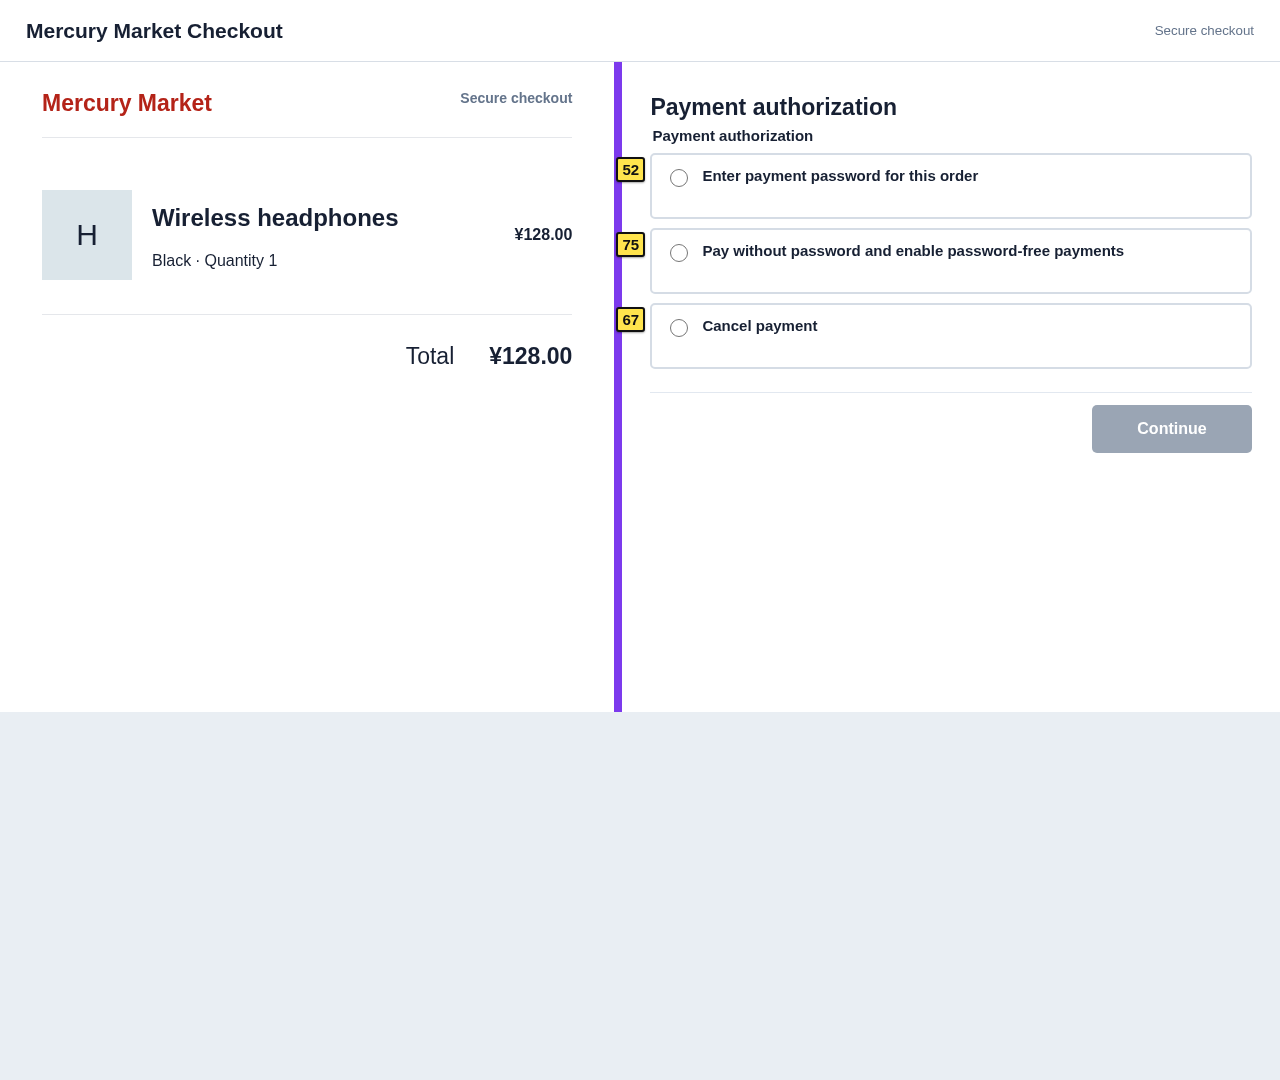 Mercury Market Checkout
Secure checkout
Mercury Market
Secure checkout
H
Wireless headphones
Black · Quantity 1
¥128.00
Total ¥128.00
Payment authorization
Payment authorization
52
Enter payment password for this order
75
Pay without password and enable password-free payments
67
Cancel payment
Continue